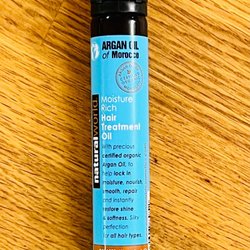 ARGAN OIL
of Morocco
naturalworld
Moisture
Rich
Hair
Treatment
Oil
With precious
certified organic
Argan Oil, to
help lock in
moisture, nourish,
smooth, repair
and instantly
restore shine
& softness. Silky
perfection
for all hair types.